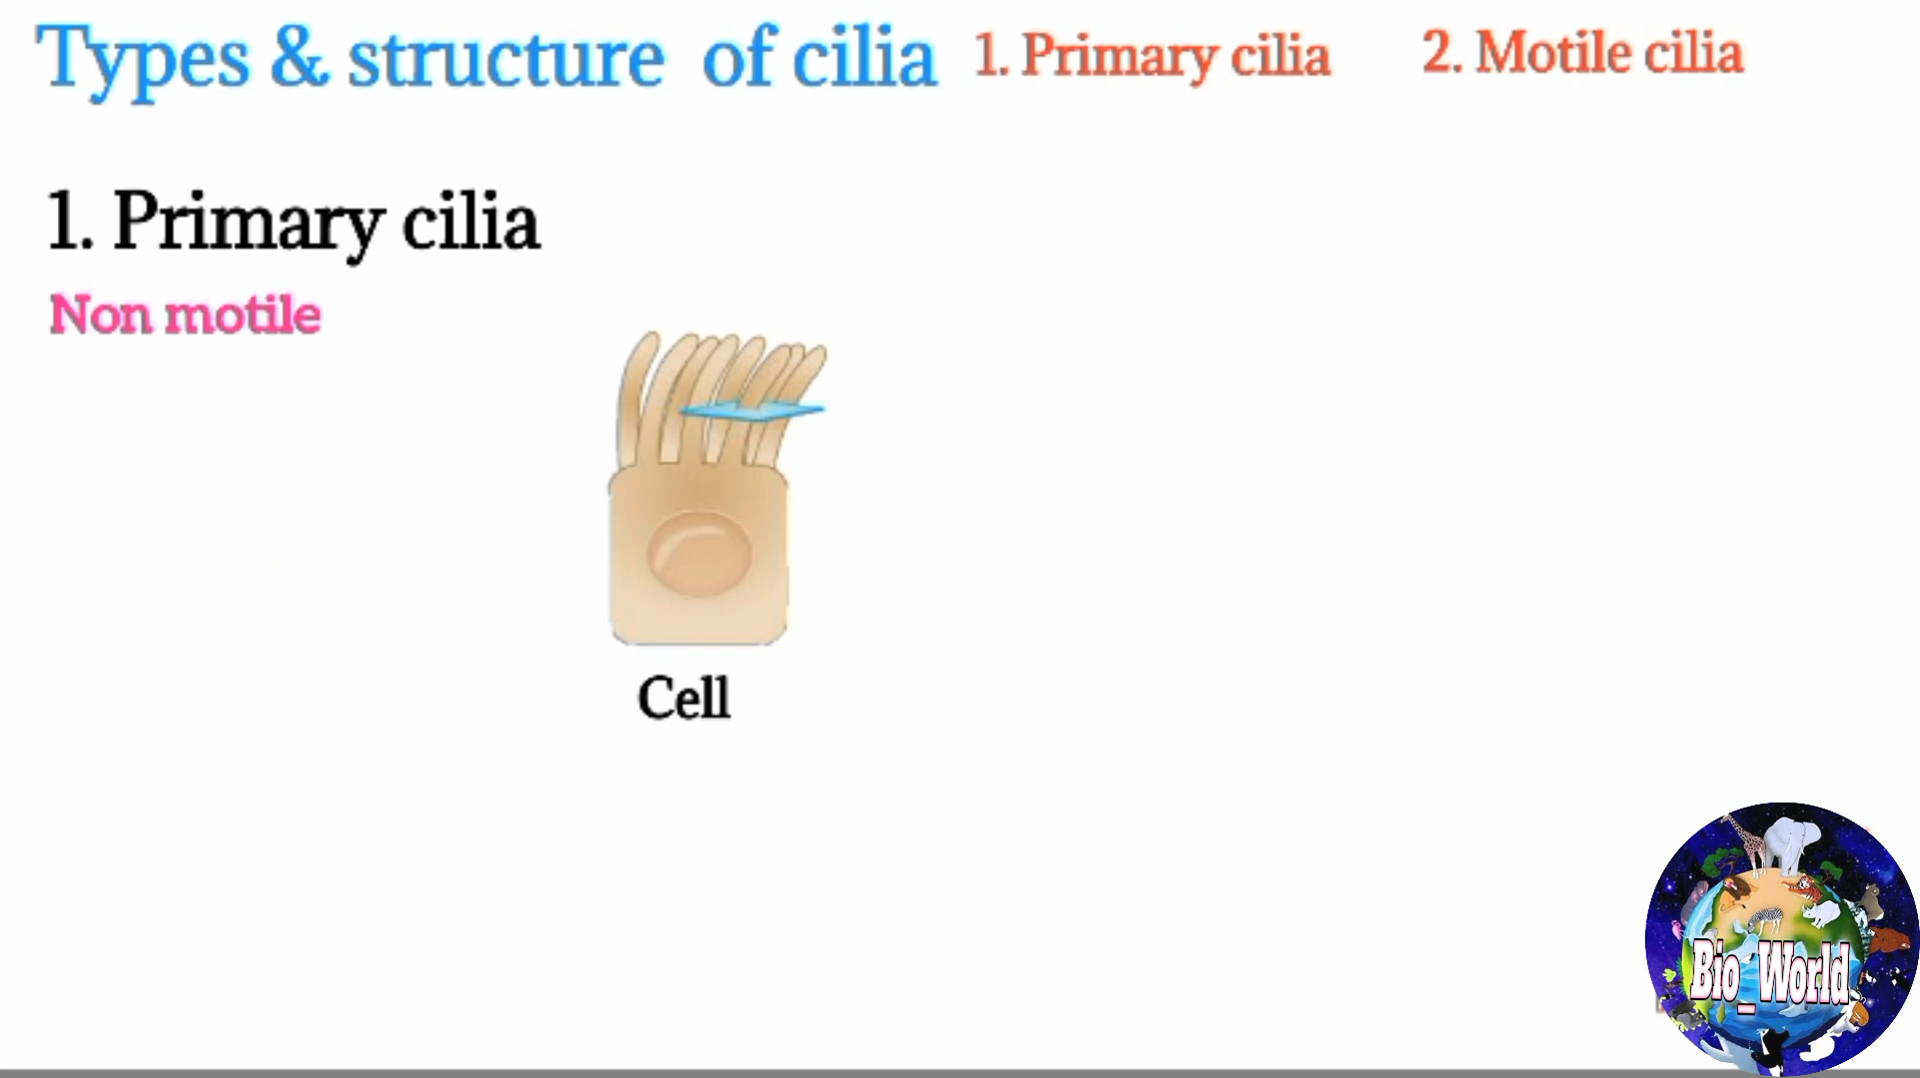 Types & structure of cilia 1. Primary cilia 2. Motile cilia
1. Primary cilia
Non motile
Cell
Bio_World